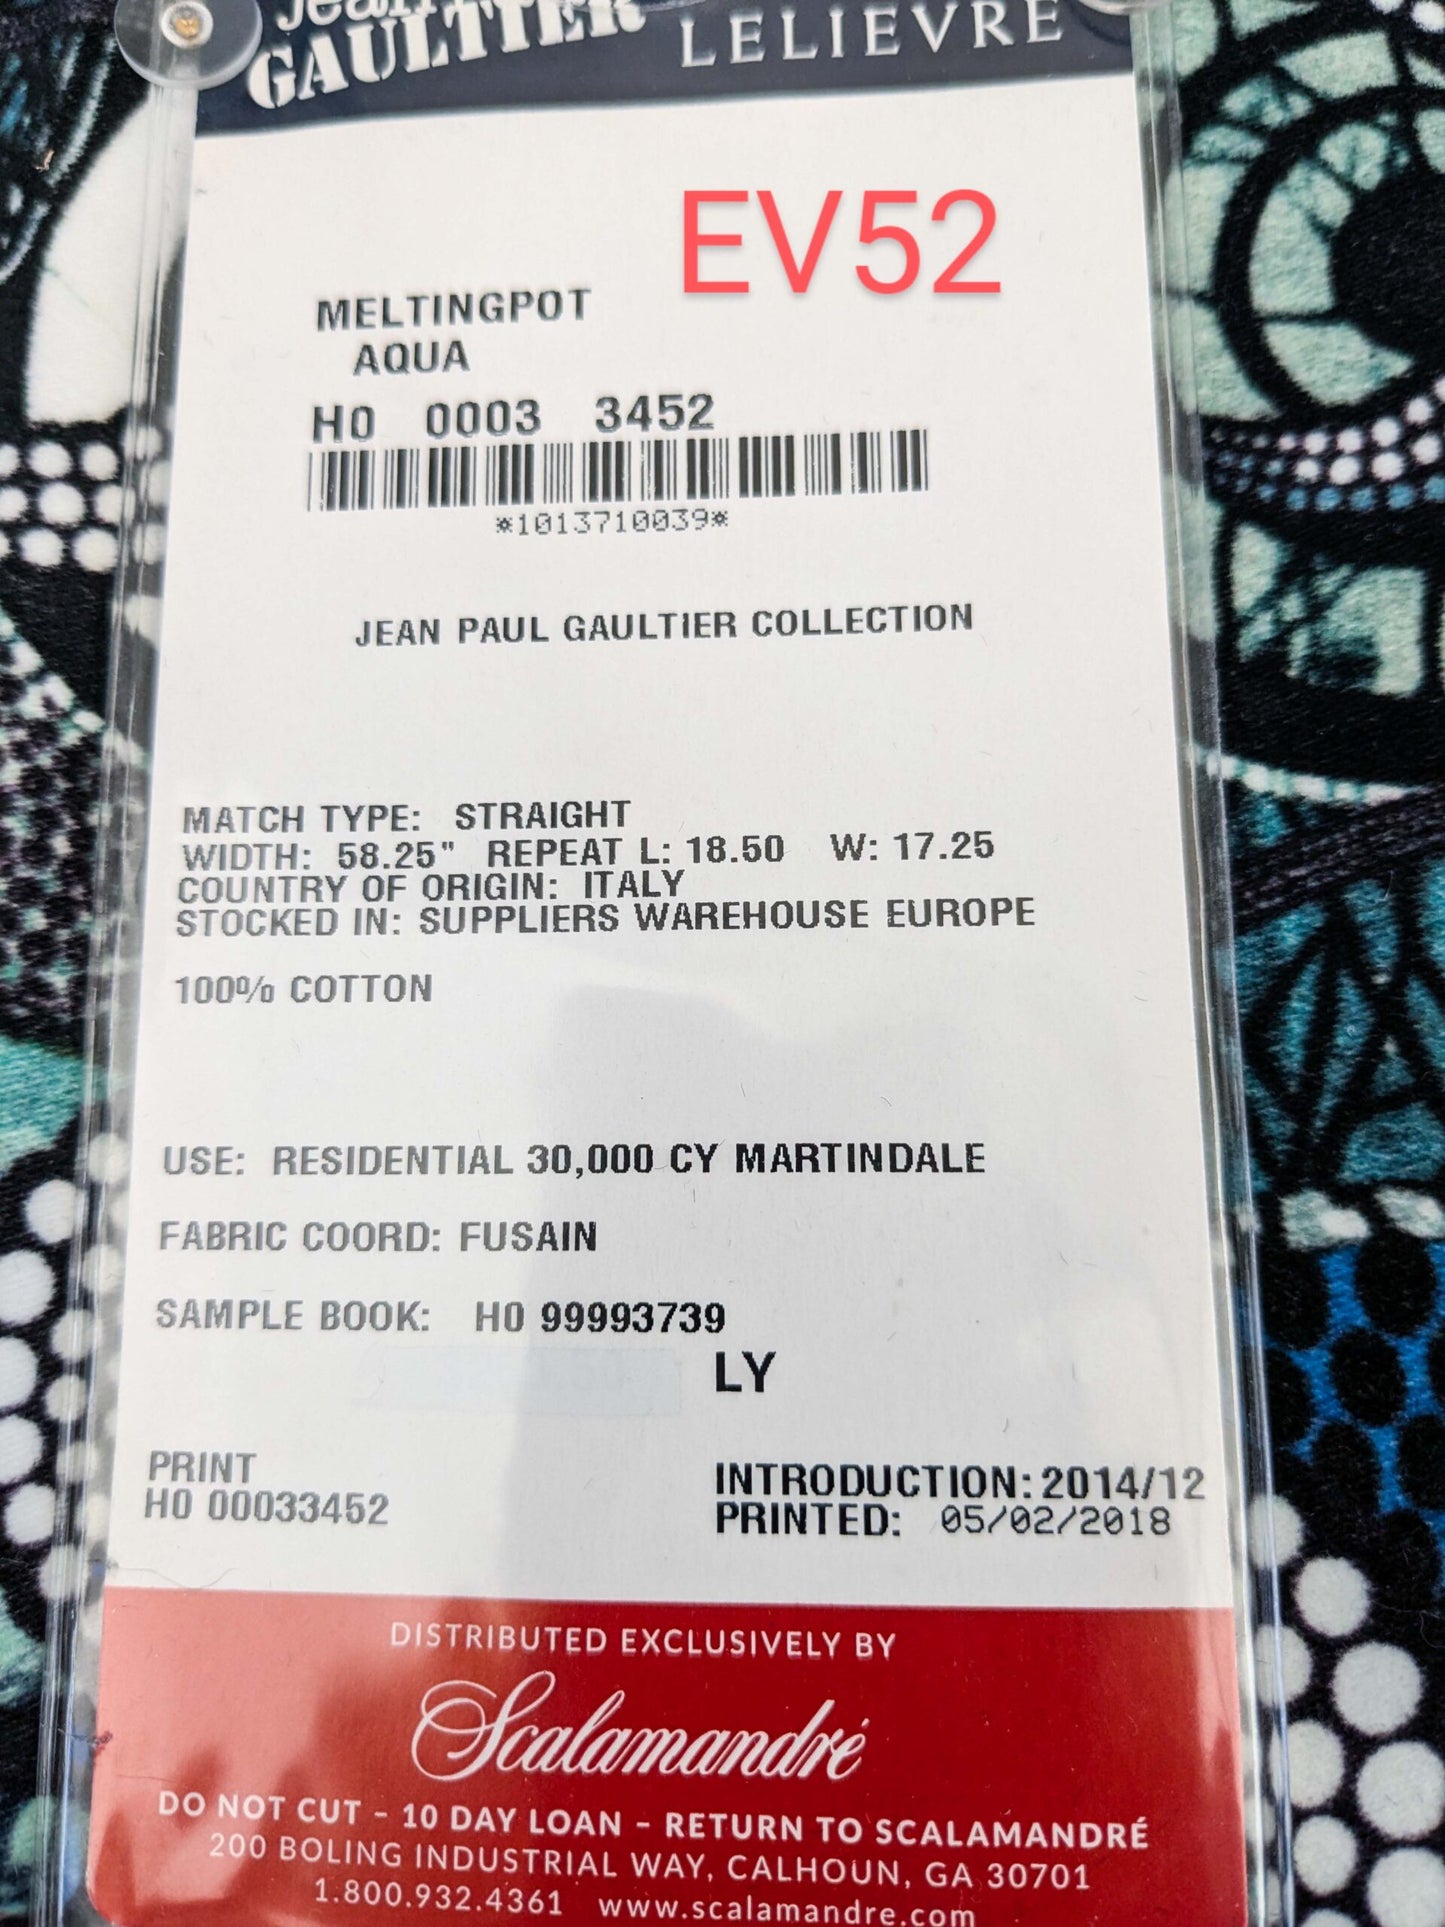 Jean
GAULTIER
LELIEVRE
EV52
MELTINGPOT
AQUA
H0 0003 3452
*1013710039*
JEAN PAUL GAULTIER COLLECTION
MATCH TYPE: STRAIGHT
WIDTH: 58.25" REPEAT L: 18.50 W: 17.25
COUNTRY OF ORIGIN: ITALY
STOCKED IN: SUPPLIERS WAREHOUSE EUROPE
100% COTTON
USE: RESIDENTIAL 30,000 CY MARTINDALE
FABRIC COORD: FUSAIN
SAMPLE BOOK: H0 99993739
LY
PRINT
H0 00033452
INTRODUCTION: 2014/12
PRINTED: 05/02/2018
DISTRIBUTED EXCLUSIVELY BY
Scalamandré
DO NOT CUT - 10 DAY LOAN - RETURN TO SCALAMANDRÉ
200 BOLING INDUSTRIAL WAY, CALHOUN, GA 30701
1.800.932.4361 www.scalamandre.com